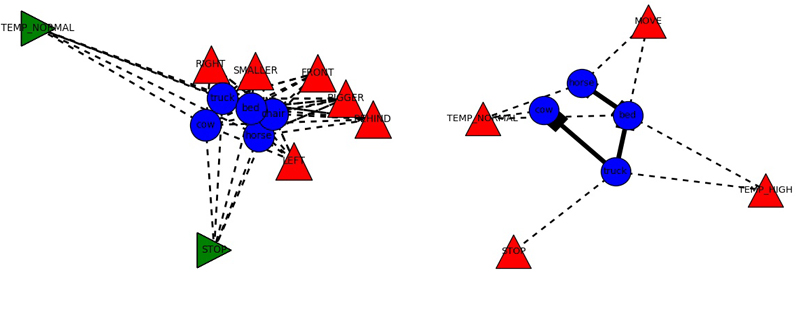 TEMP_NORMAL
RIGHT
SMALLER
FRONT
BIGGER
BEHIND
truck
bed
chair
cow
horse
LEFT
STOP
MOVE
horse
cow
bed
TEMP_NORMAL
truck
TEMP_HIGH
STOP